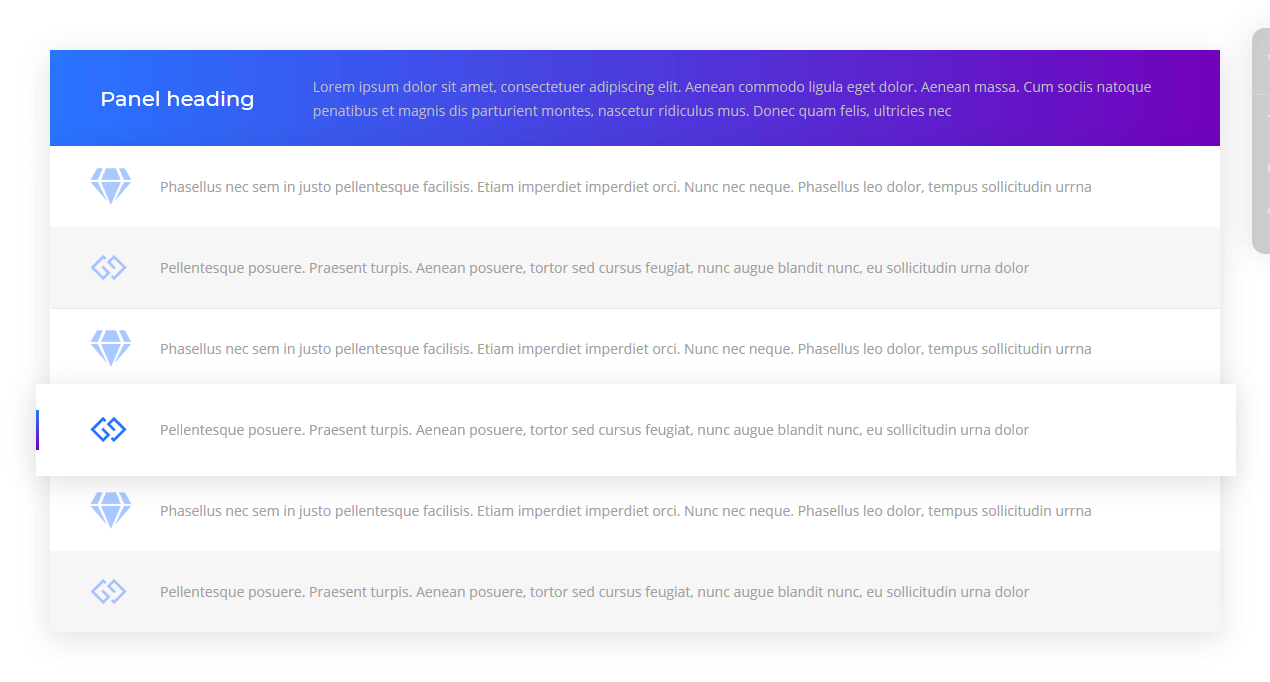 Panel heading
Lorem ipsum dolor sit amet, consectetuer adipiscing elit. Aenean commodo ligula eget dolor. Aenean massa. Cum sociis natoque
penatibus et magnis dis parturient montes, nascetur ridiculus mus. Donec quam felis, ultricies nec
Phasellus nec sem in justo pellentesque facilisis. Etiam imperdiet imperdiet orci. Nunc nec neque. Phasellus leo dolor, tempus sollicitudin urrna
Pellentesque posuere. Praesent turpis. Aenean posuere, tortor sed cursus feugiat, nunc augue blandit nunc, eu sollicitudin urna dolor
Phasellus nec sem in justo pellentesque facilisis. Etiam imperdiet imperdiet orci. Nunc nec neque. Phasellus leo dolor, tempus sollicitudin urrna
Pellentesque posuere. Praesent turpis. Aenean posuere, tortor sed cursus feugiat, nunc augue blandit nunc, eu sollicitudin urna dolor
Phasellus nec sem in justo pellentesque facilisis. Etiam imperdiet imperdiet orci. Nunc nec neque. Phasellus leo dolor, tempus sollicitudin urrna
Pellentesque posuere. Praesent turpis. Aenean posuere, tortor sed cursus feugiat, nunc augue blandit nunc, eu sollicitudin urna dolor